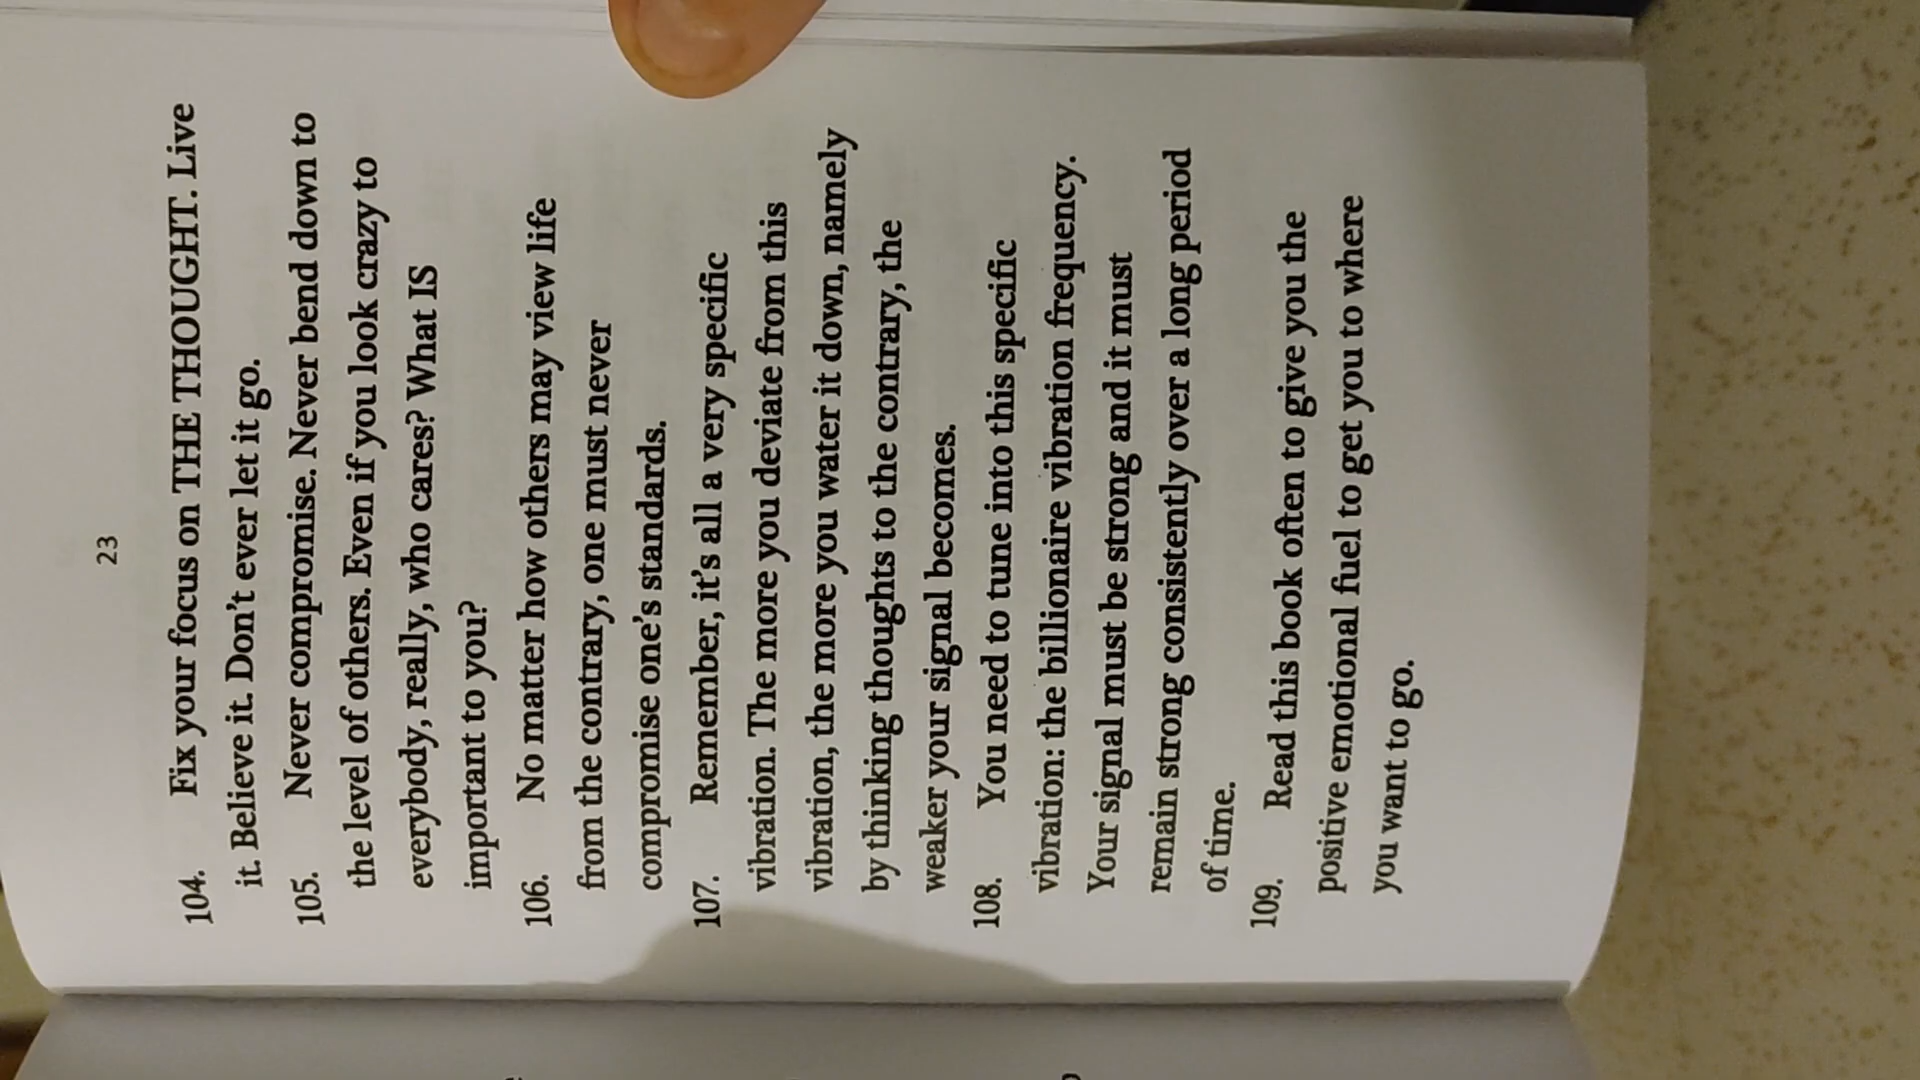 23
104. Fix your focus on THE THOUGHT. Live
it. Believe it. Don't ever let it go.
105. Never compromise. Never bend down to
the level of others. Even if you look crazy to
everybody, really, who cares? What IS
important to you?
106. No matter how others may view life
from the contrary, one must never
compromise one's standards.
107. Remember, it's all a very specific
vibration. The more you deviate from this
vibration, the more you water it down, namely
by thinking thoughts to the contrary, the
weaker your signal becomes.
108. You need to tune into this specific
vibration: the billionaire vibration frequency.
Your signal must be strong and it must
remain strong consistently over a long period
of time.
109. Read this book often to give you the
positive emotional fuel to get you to where
you want to go.